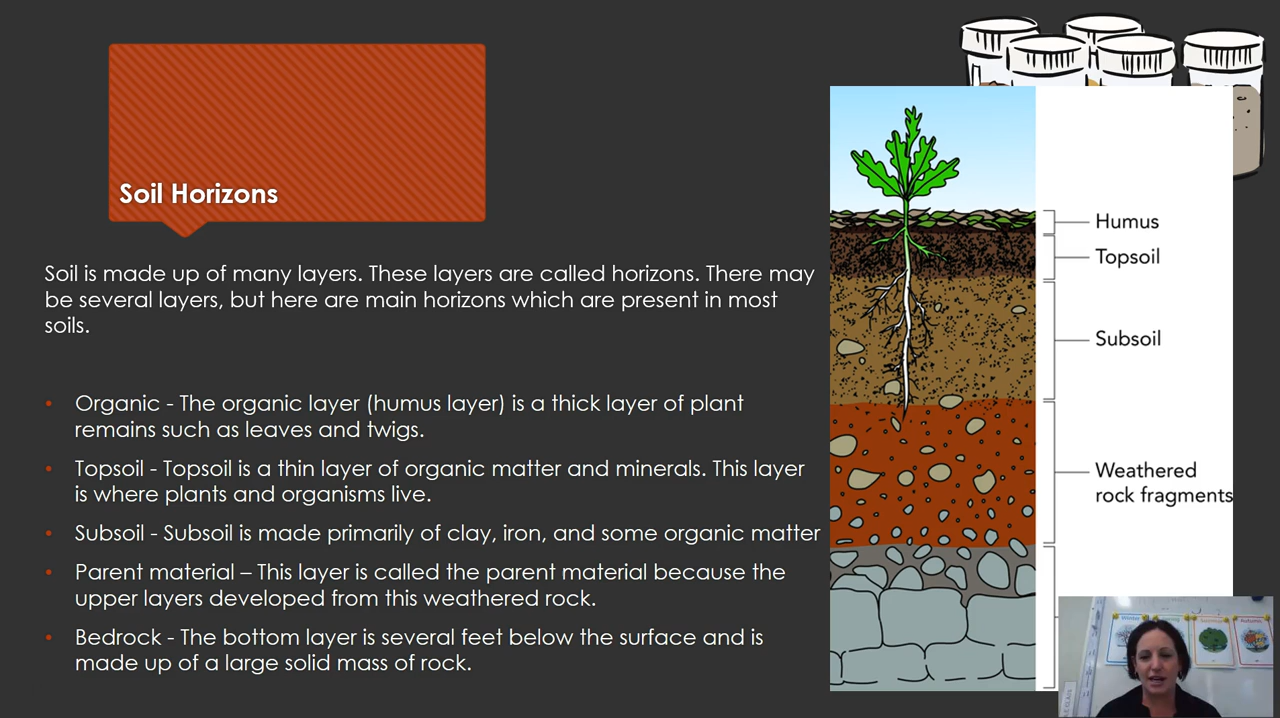 Soil Horizons
Soil is made up of many layers. These layers are called horizons. There may
be several layers, but here are main horizons which are present in most
soils.
• Organic - The organic layer (humus layer) is a thick layer of plant
remains such as leaves and twigs.
• Topsoil - Topsoil is a thin layer of organic matter and minerals. This layer
is where plants and organisms live.
• Subsoil - Subsoil is made primarily of clay, iron, and some organic matter
• Parent material – This layer is called the parent material because the
upper layers developed from this weathered rock.
• Bedrock - The bottom layer is several feet below the surface and is
made up of a large solid mass of rock.
Humus
Topsoil
Subsoil
Weathered
rock fragments